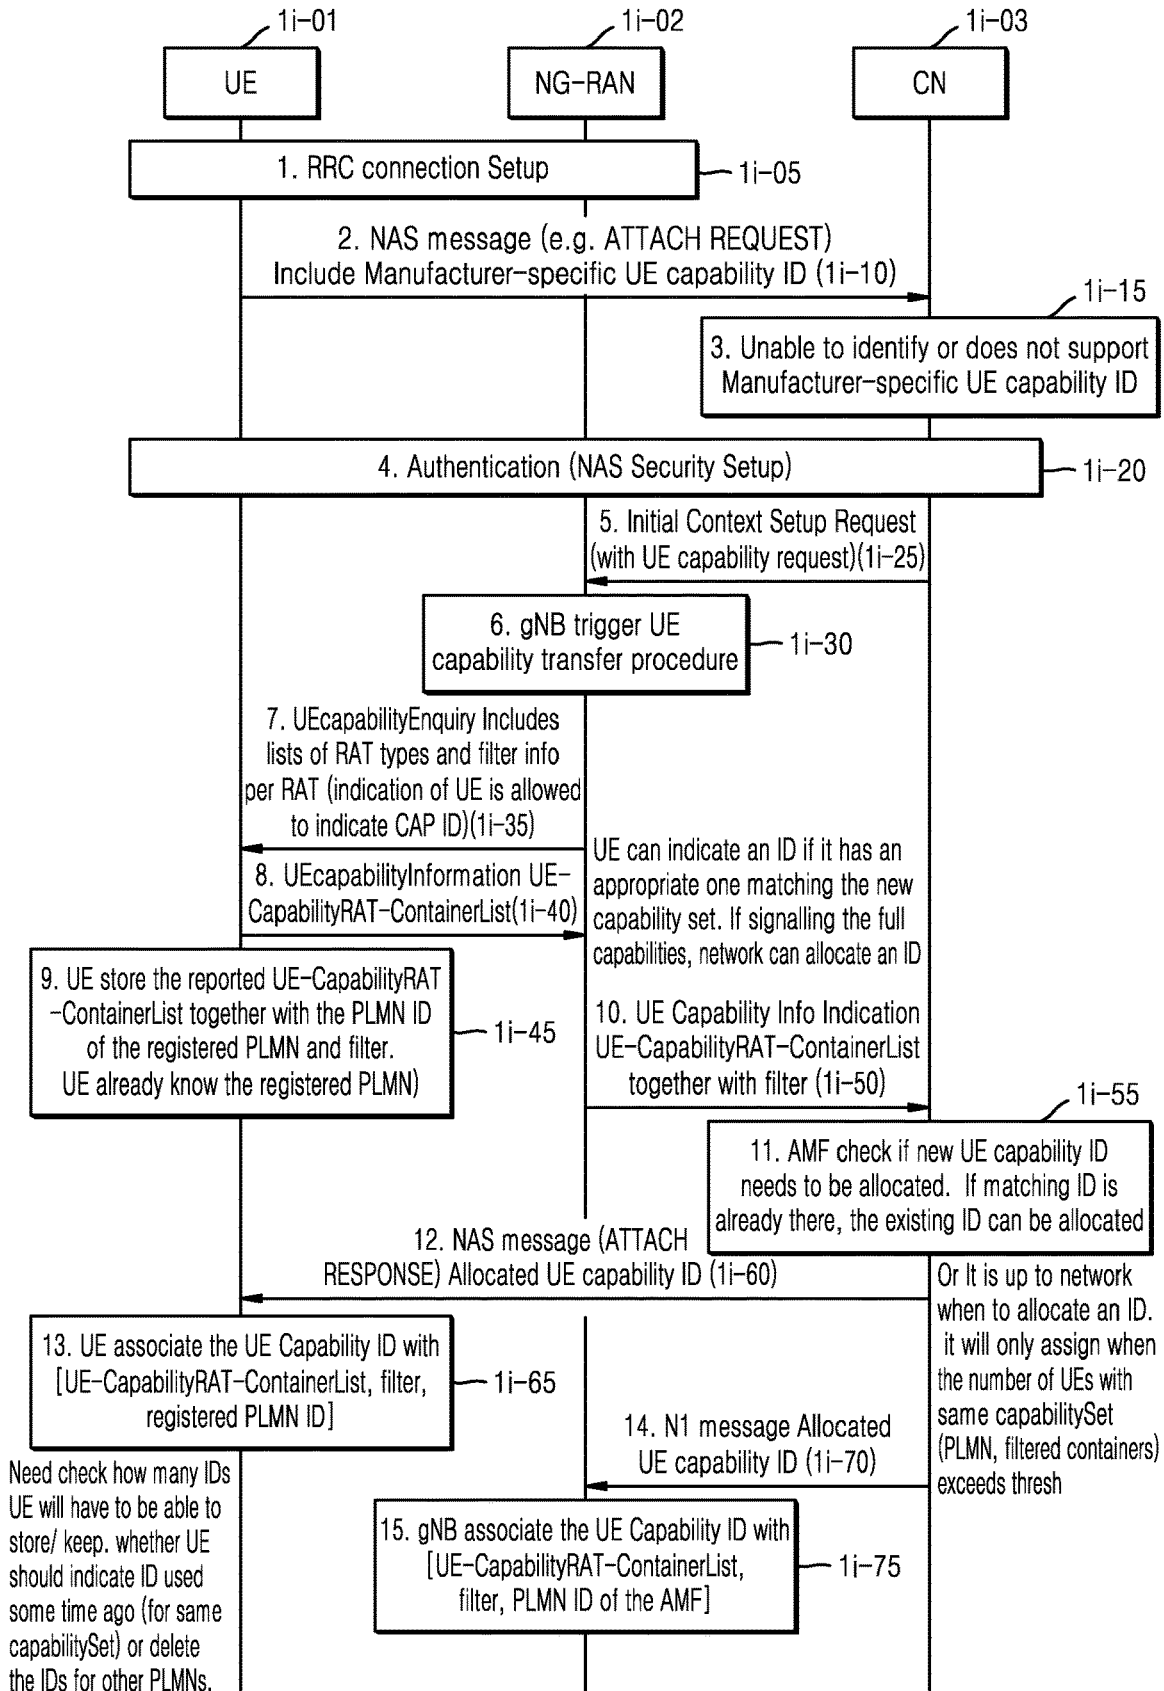 1i-01
1i-02
1i-03
UE
NG-RAN
CN
1. RRC connection Setup
1i-05
2. NAS message (e.g. ATTACH REQUEST)
Include Manufacturer-specific UE capability ID (1i-10)
1i-15
3. Unable to identify or does not support
Manufacturer-specific UE capability ID
4. Authentication (NAS Security Setup)
1i-20
5. Initial Context Setup Request
(with UE capability request)(1i-25)
6. gNB trigger UE
capability transfer procedure
1i-30
7. UEcapabilityEnquiry Includes
lists of RAT types and filter info
per RAT (indication of UE is allowed
to indicate CAP ID)(1i-35)
8. UEcapabilityInformation UE-
CapabilityRAT-ContainerList(1i-40)
UE can indicate an ID if it has an
appropriate one matching the new
capability set. If signalling the full
capabilities, network can allocate an ID
9. UE store the reported UE-CapabilityRAT
-ContainerList together with the PLMN ID
of the registered PLMN and filter.
UE already know the registered PLMN)
1i-45
10. UE Capability Info Indication
UE-CapabilityRAT-ContainerList
together with filter (1i-50)
1i-55
11. AMF check if new UE capability ID
needs to be allocated. If matching ID is
already there, the existing ID can be allocated
12. NAS message (ATTACH
RESPONSE) Allocated UE capability ID (1i-60)
Or It is up to network
when to allocate an ID.
it will only assign when
the number of UEs with
same capabilitySet
(PLMN, filtered containers)
exceeds thresh
13. UE associate the UE Capability ID with
[UE-CapabilityRAT-ContainerList, filter,
registered PLMN ID]
1i-65
14. N1 message Allocated
UE capability ID (1i-70)
Need check how many IDs
UE will have to be able to
store/ keep. whether UE
should indicate ID used
some time ago (for same
capabilitySet) or delete
the IDs for other PLMNs.
15. gNB associate the UE Capability ID with
[UE-CapabilityRAT-ContainerList,
filter, PLMN ID of the AMF]
1i-75